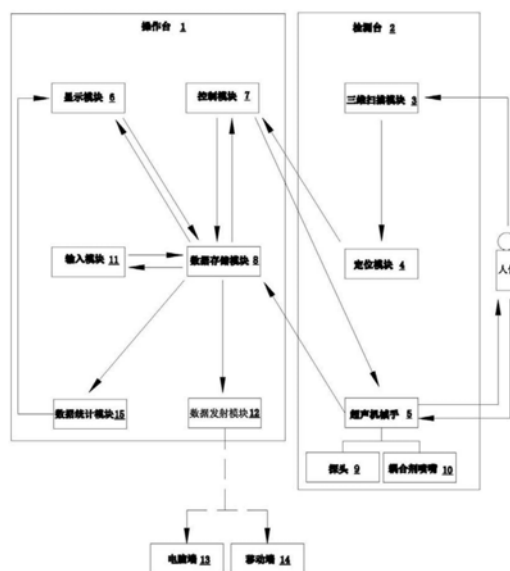 操作台 1
检测台 2
显示模块 6
控制模块 7
三维扫描模块 3
输入模块 11
数据存储模块 8
定位模块 4
人体
数据统计模块 15
数据发射模块 12
超声机械手 5
探头 9
耦合剂喷嘴 10
电脑端 13
移动端 14